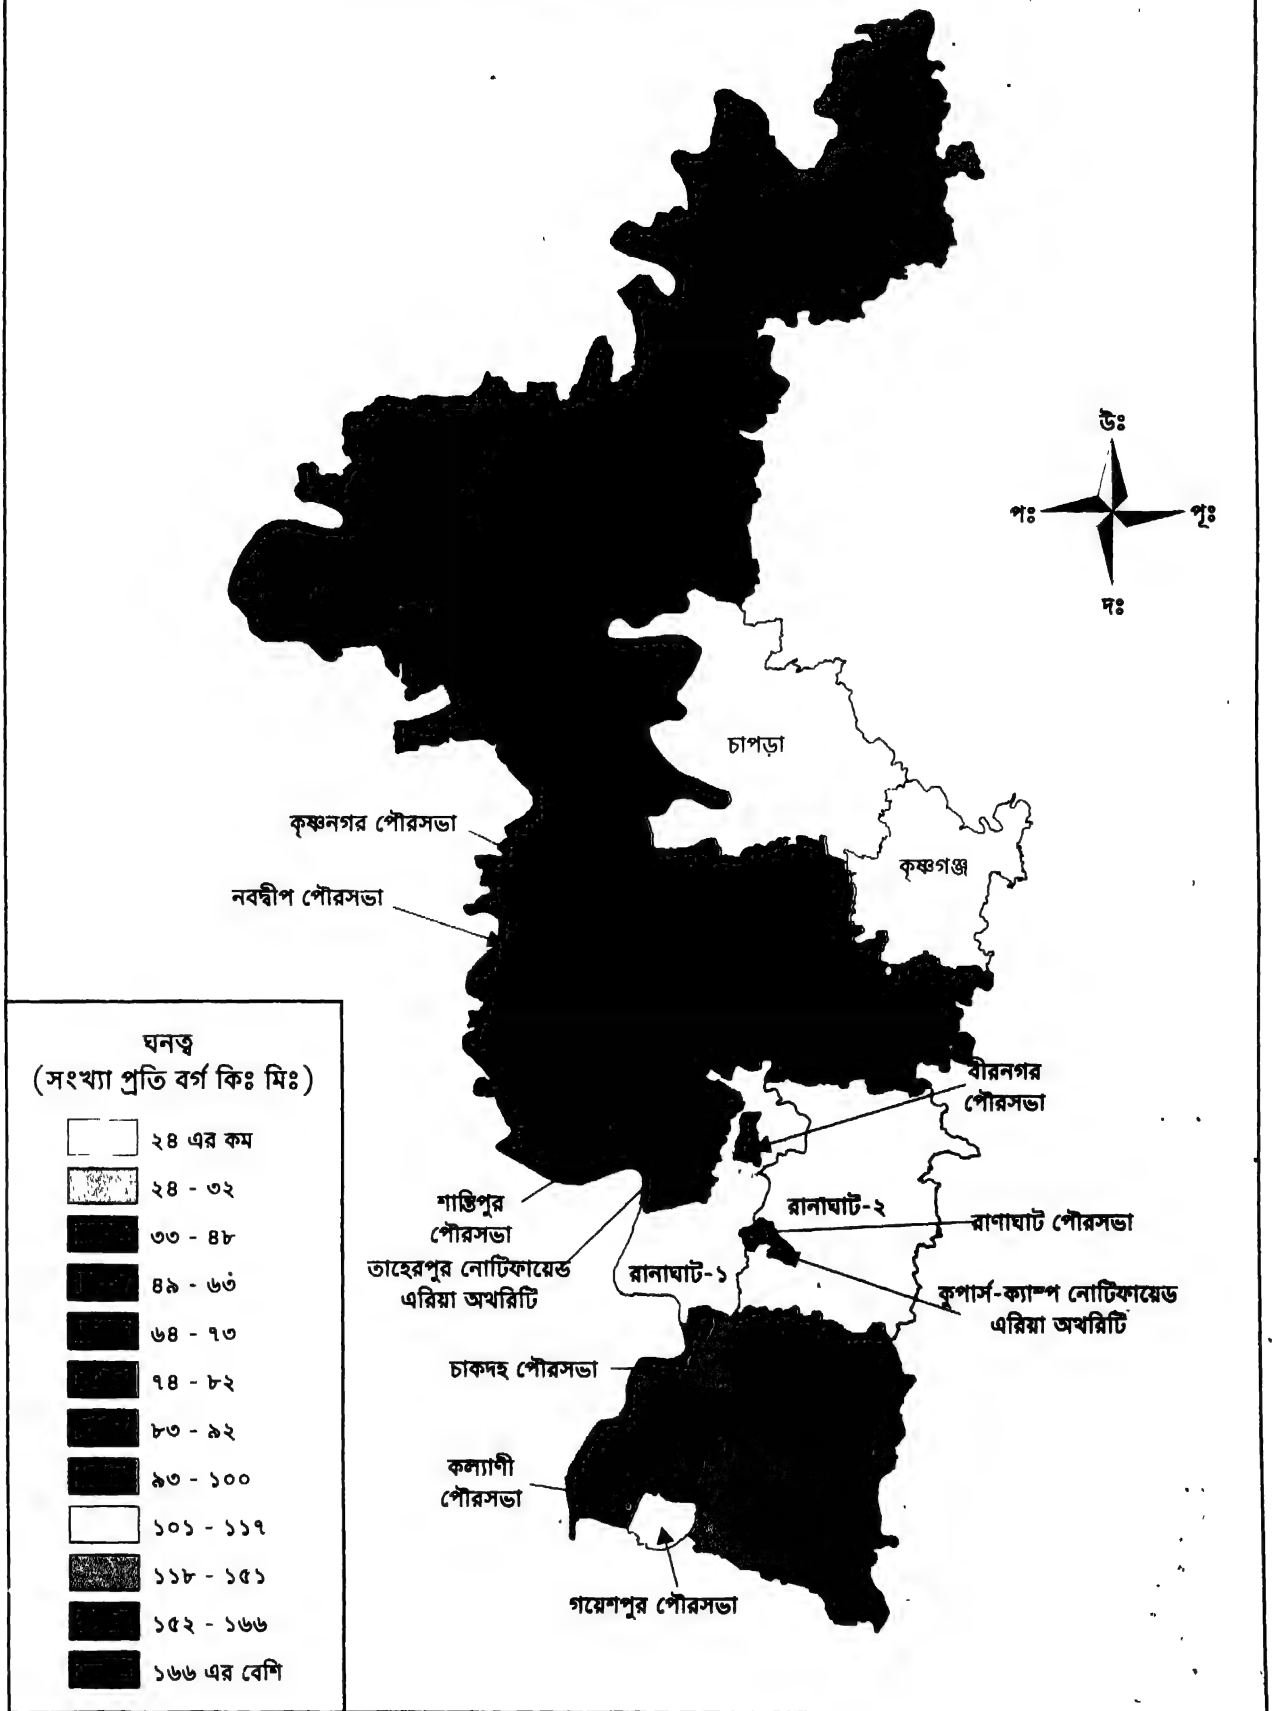 উঃ
পঃ
পূঃ
দঃ
চাপড়া
কৃষ্ণনগর পৌরসভা
কৃষ্ণগঞ্জ
নবদ্বীপ পৌরসভা
বীরনগর
পৌরসভা
রানাঘাট-২
শান্তিপুর
পৌরসভা
রাণাঘাট পৌরসভা
তাহেরপুর নোটিফায়েড
এরিয়া অথরিটি
রানাঘাট-১
কুপার্স-ক্যাম্প নোটিফায়েড
এরিয়া অথরিটি
চাকদহ পৌরসভা
কল্যাণী
পৌরসভা
গয়েশপুর পৌরসভা
ঘনত্ব
(সংখ্যা প্রতি বর্গ কিঃ মিঃ)
২৪ এর কম
২৪ - ৩২
৩৩ - ৪৮
৪৯ - ৬৩
৬৪ - ৭৩
৭৪ - ৮২
৮৩ - ৯২
৯৩ - ১০০
১০১ - ১১৭
১১৮ - ১৫১
১৫২ - ১৬৬
১৬৬ এর বেশি